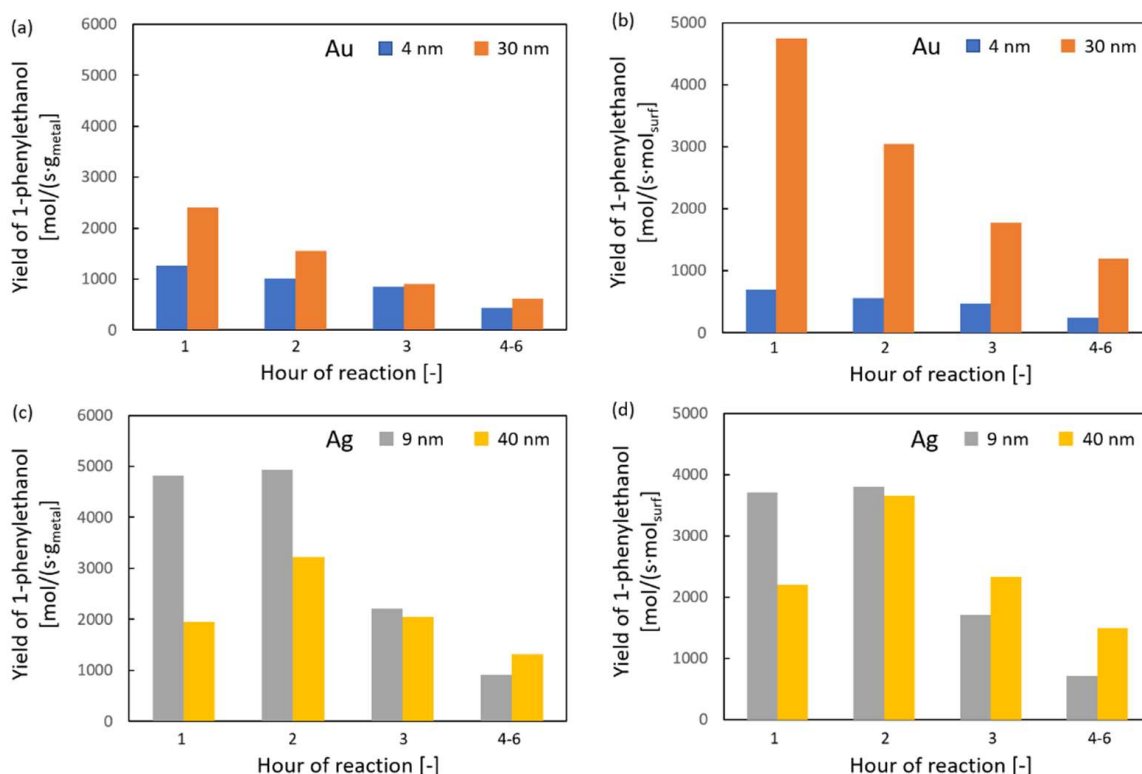 (a)
Au 4 nm 30 nm
6000
5000
4000
3000
2000
1000
0
Yield of 1-phenylethanol
[mol/(s·g_metal]
1 2 3 4-6
Hour of reaction [-]
(b)
Au 4 nm 30 nm
5000
4000
3000
2000
1000
0
Yield of 1-phenylethanol
[mol/(s·mol_surf]
1 2 3 4-6
Hour of reaction [-]
(c)
Ag 9 nm 40 nm
6000
5000
4000
3000
2000
1000
0
Yield of 1-phenylethanol
[mol/(s·g_metal]
1 2 3 4-6
Hour of reaction [-]
(d)
Ag 9 nm 40 nm
5000
4000
3000
2000
1000
0
Yield of 1-phenylethanol
[mol/(s·mol_surf]
1 2 3 4-6
Hour of reaction [-]